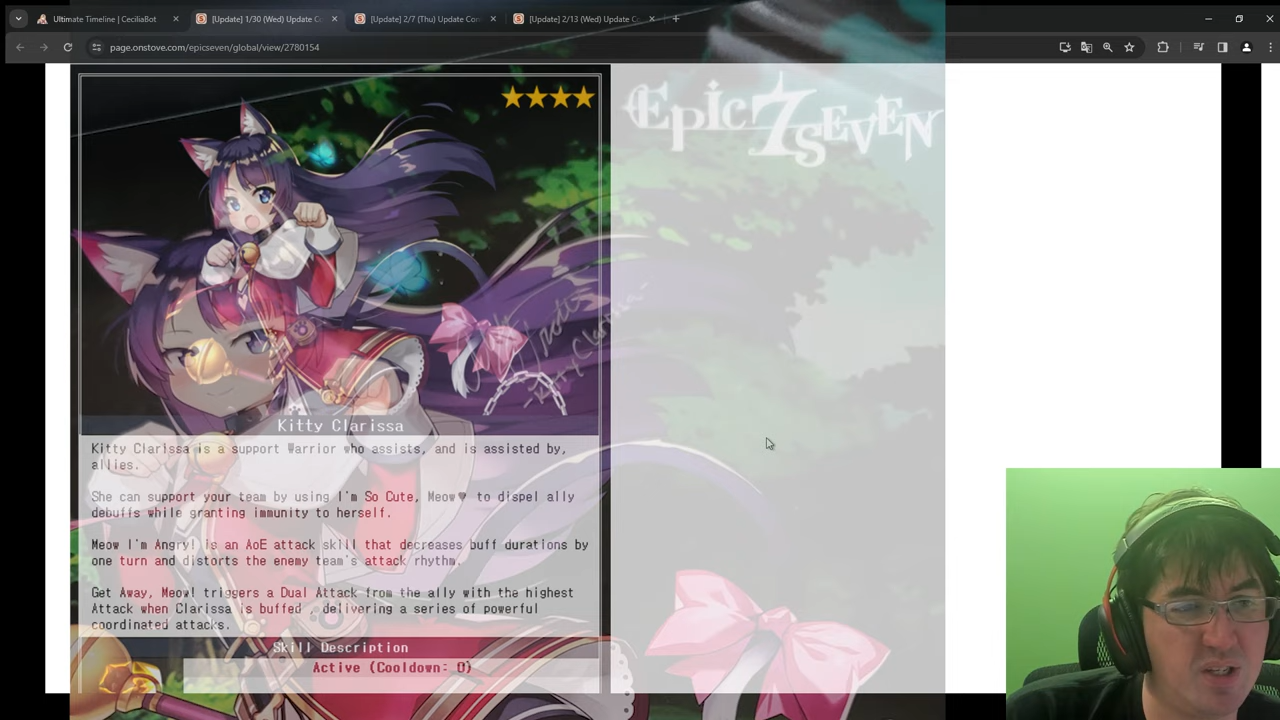 Ultimate Timeline | CeciliaBot
[Update] 1/30 (Wed) Update Co
[Update] 2/7 (Thu) Update Con
[Update] 2/13 (Wed) Update Co
page.onstove.com/epicseven/global/view/2780154
EPIC7 SEVEN
Kitty Clarissa
Kitty Clarissa is a support Warrior who assists, and is assisted by,
allies.
She can support your team by using I'm So Cute, Meow♥ to dispel ally
debuffs while granting immunity to herself.
Meow I'm Angry! is an AoE attack skill that decreases buff durations by
one turn and distorts the enemy team's attack rhythm.
Get Away, Meow! triggers a Dual Attack from the ally with the highest
Attack when Clarissa is buffed , delivering a series of powerful
coordinated attacks.
Skill Description
Active (Cooldown: 0)